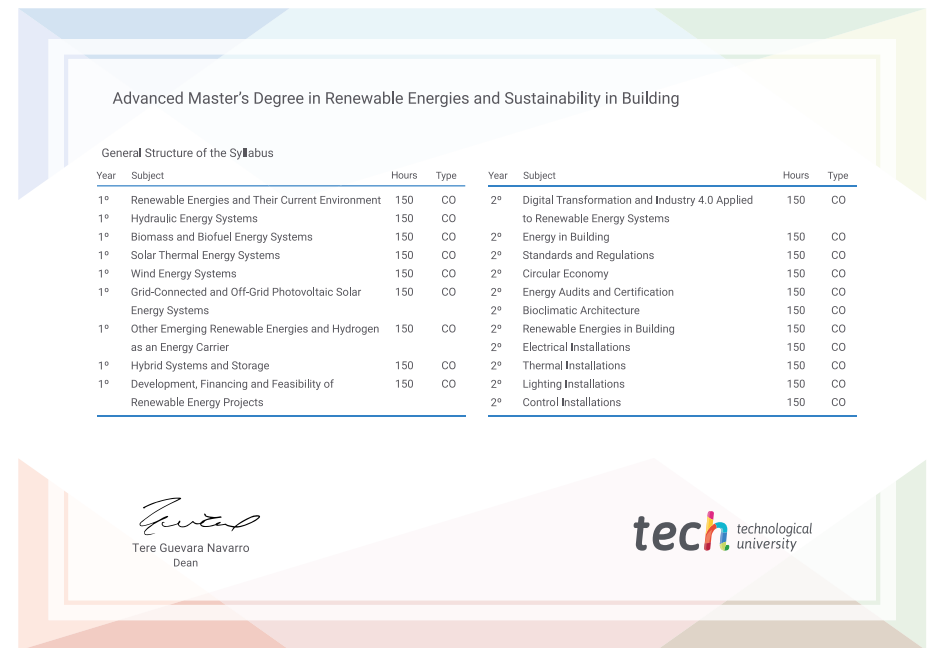 Advanced Master's Degree in Renewable Energies and Sustainability in Building
General Structure of the Syllabus
Year Subject Hours Type
1º Renewable Energies and Their Current Environment 150 CO
1º Hydraulic Energy Systems 150 CO
1º Biomass and Biofuel Energy Systems 150 CO
1º Solar Thermal Energy Systems 150 CO
1º Wind Energy Systems 150 CO
1º Grid-Connected and Off-Grid Photovoltaic Solar 150 CO
Energy Systems
1º Other Emerging Renewable Energies and Hydrogen 150 CO
as an Energy Carrier
1º Hybrid Systems and Storage 150 CO
1º Development, Financing and Feasibility of 150 CO
Renewable Energy Projects
Year Subject Hours Type
2º Digital Transformation and Industry 4.0 Applied 150 CO
to Renewable Energy Systems
2º Energy in Building 150 CO
2º Standards and Regulations 150 CO
2º Circular Economy 150 CO
2º Energy Audits and Certification 150 CO
2º Bioclimatic Architecture 150 CO
2º Renewable Energies in Building 150 CO
2º Electrical Installations 150 CO
2º Thermal Installations 150 CO
2º Lighting Installations 150 CO
2º Control Installations 150 CO
Tere Guevara Navarro
Dean
tech technological
university